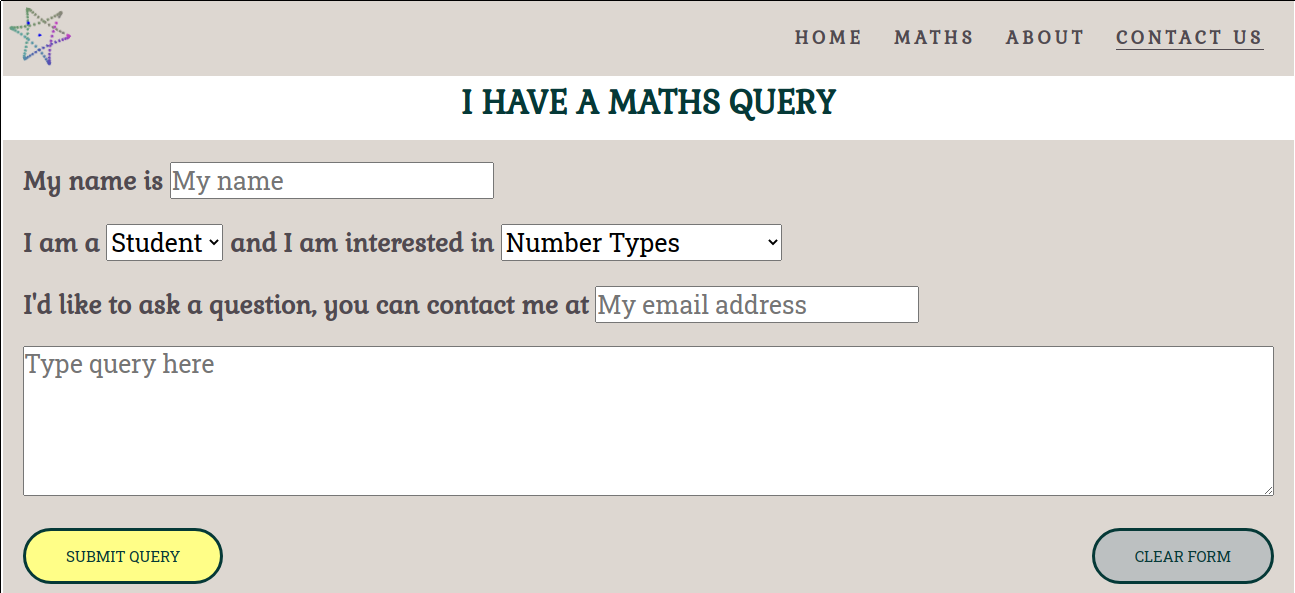 HOME MATHS ABOUT CONTACT US
I HAVE A MATHS QUERY
My name is My name
I am a Student and I am interested in Number Types
I'd like to ask a question, you can contact me at My email address
Type query here
SUBMIT QUERY CLEAR FORM